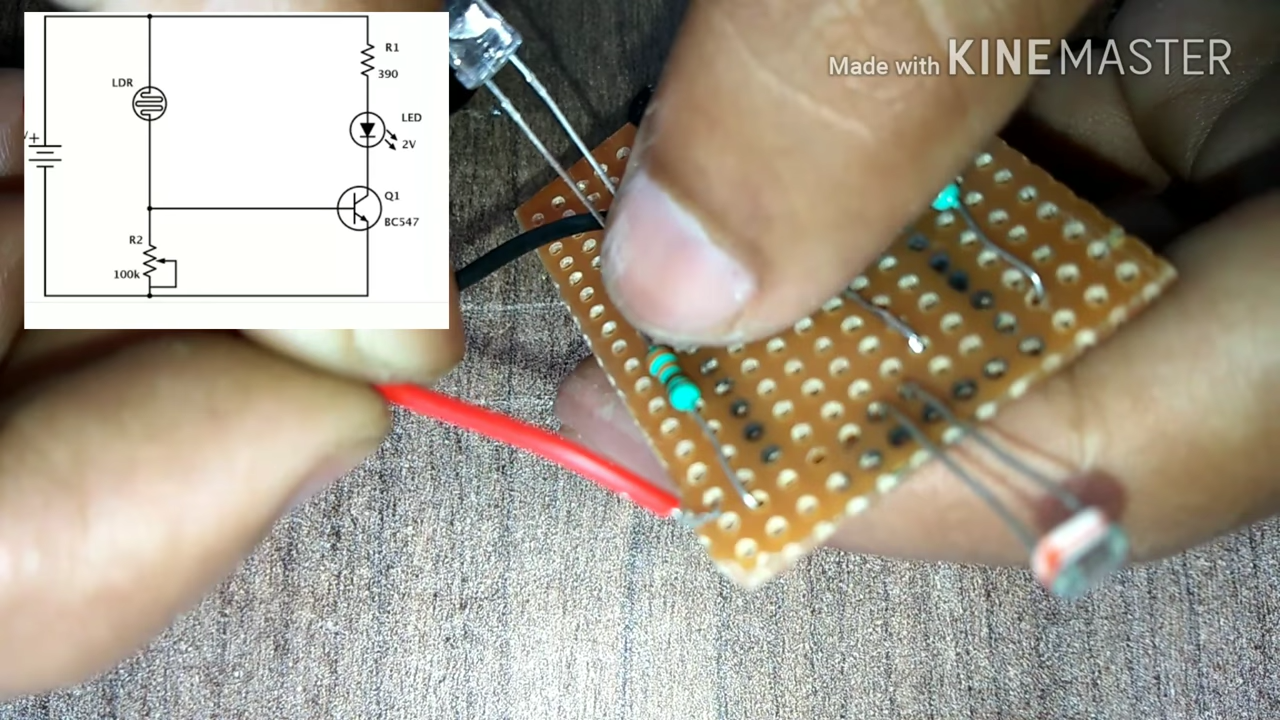 Made with KINEMASTER
R1
390
LDR
LED
2V
+
Q1
BC547
R2
100k